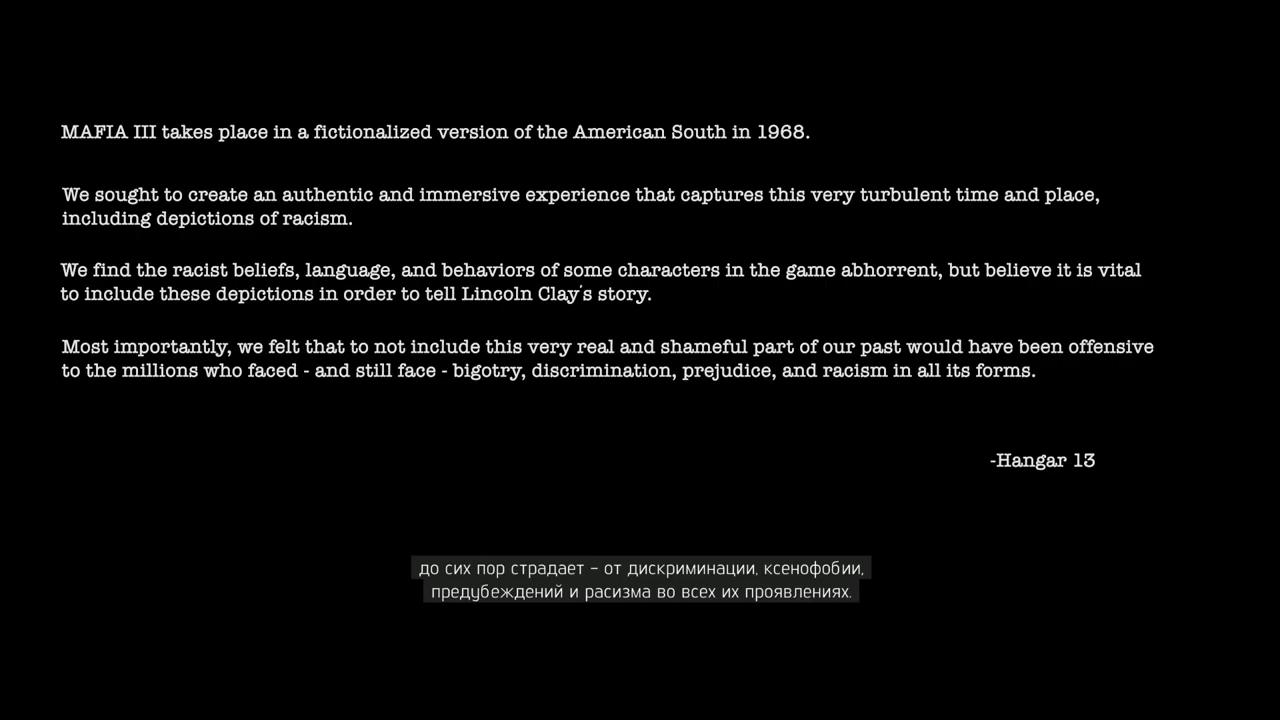 MAFIA III takes place in a fictionalized version of the American South in 1968.
We sought to create an authentic and immersive experience that captures this very turbulent time and place,
including depictions of racism.
We find the racist beliefs, language, and behaviors of some characters in the game abhorrent, but believe it is vital
to include these depictions in order to tell Lincoln Clay's story.
Most importantly, we felt that to not include this very real and shameful part of our past would have been offensive
to the millions who faced - and still face - bigotry, discrimination, prejudice, and racism in all its forms.
-Hangar 13
до сих пор страдает – от дискриминации, ксенофобии,
предубеждений и расизма во всех их проявлениях.